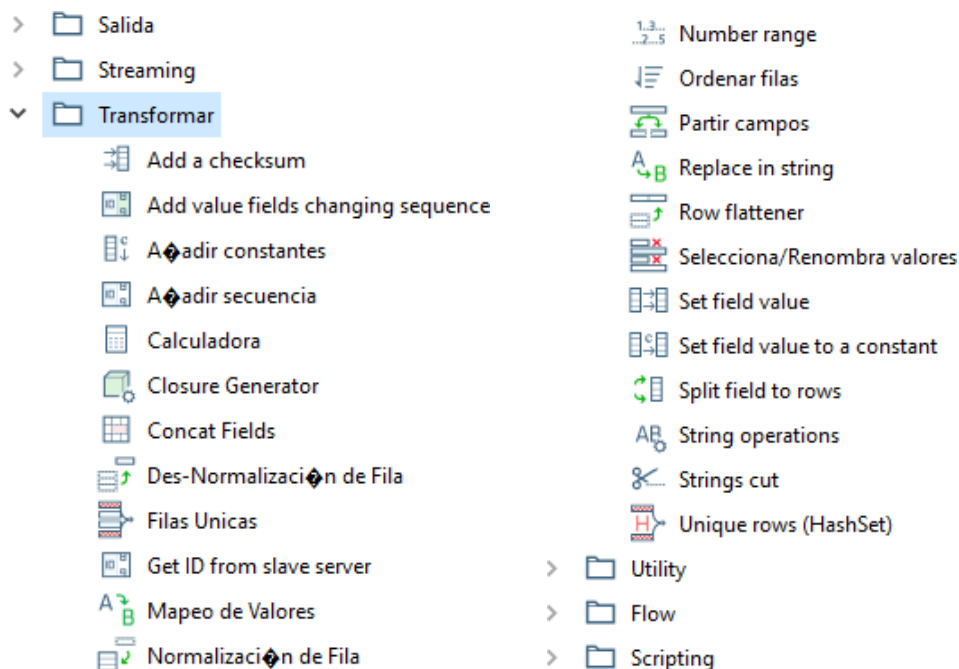 Salida
Streaming
Transformar
Add a checksum
Add value fields changing sequence
A�adir constantes
A�adir secuencia
Calculadora
Closure Generator
Concat Fields
Des-Normalizaci�n de Fila
Filas Unicas
Get ID from slave server
Mapeo de Valores
Normalizaci�n de Fila
Number range
Ordenar filas
Partir campos
Replace in string
Row flattener
Selecciona/Renombra valores
Set field value
Set field value to a constant
Split field to rows
String operations
Strings cut
Unique rows (HashSet)
Utility
Flow
Scripting